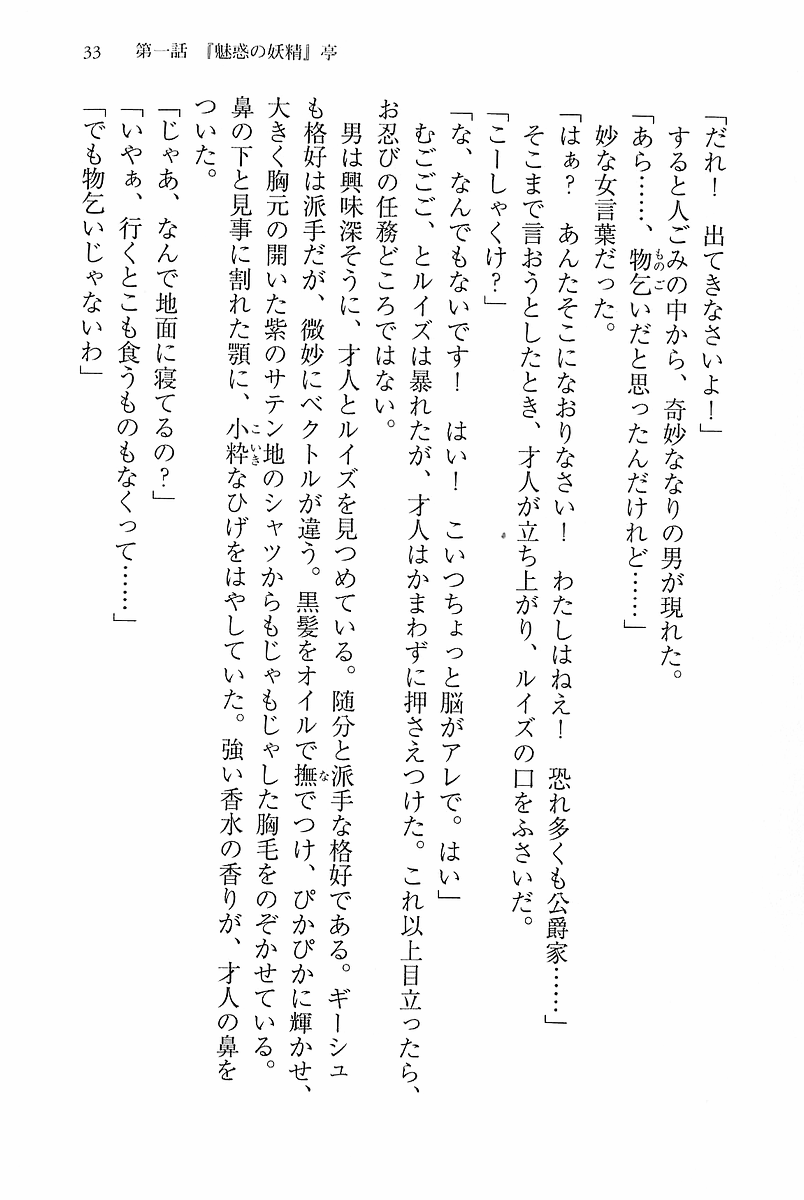 33　第一話　『魅惑の妖精』亭
「だれ！　出てきなさいよ！」
　すると人ごみの中から、奇妙ななりの男が現れた。
「あら……、物乞いだと思ったんだけれど……」
妙な女言葉だった。
「はぁ？　あんたそこになおりなさい！　わたしはねえ！　恐れ多くも公爵家……」
　そこまで言おうとしたとき、才人が立ち上がり、ルイズの口をふさいだ。
「こーしゃくけ？」
「な、なんでもないです！　はい！　こいつちょっと脳がアレで。はい」
　むごごご、とルイズは暴れたが、才人はかまわずに押さえつけた。これ以上目立ったら、
お忍びの任務どころではない。
　男は興味深そうに、才人とルイズを見つめている。随分と派手な格好である。ギーシュ
も格好は派手だが、微妙にベクトルが違う。黒髪をオイルで撫でつけ、ぴかぴかに輝かせ、
大きく胸元の開いた紫のサテン地のシャツからもじゃもじゃした胸毛をのぞかせている。
鼻の下と見事に割れた顎に、小粋なひげをはやしていた。強い香水の香りが、才人の鼻を
ついた。
「じゃあ、なんで地面に寝てるの？」
「いやぁ、行くとこも食うものもなくって……」
「でも物乞いじゃないわ」